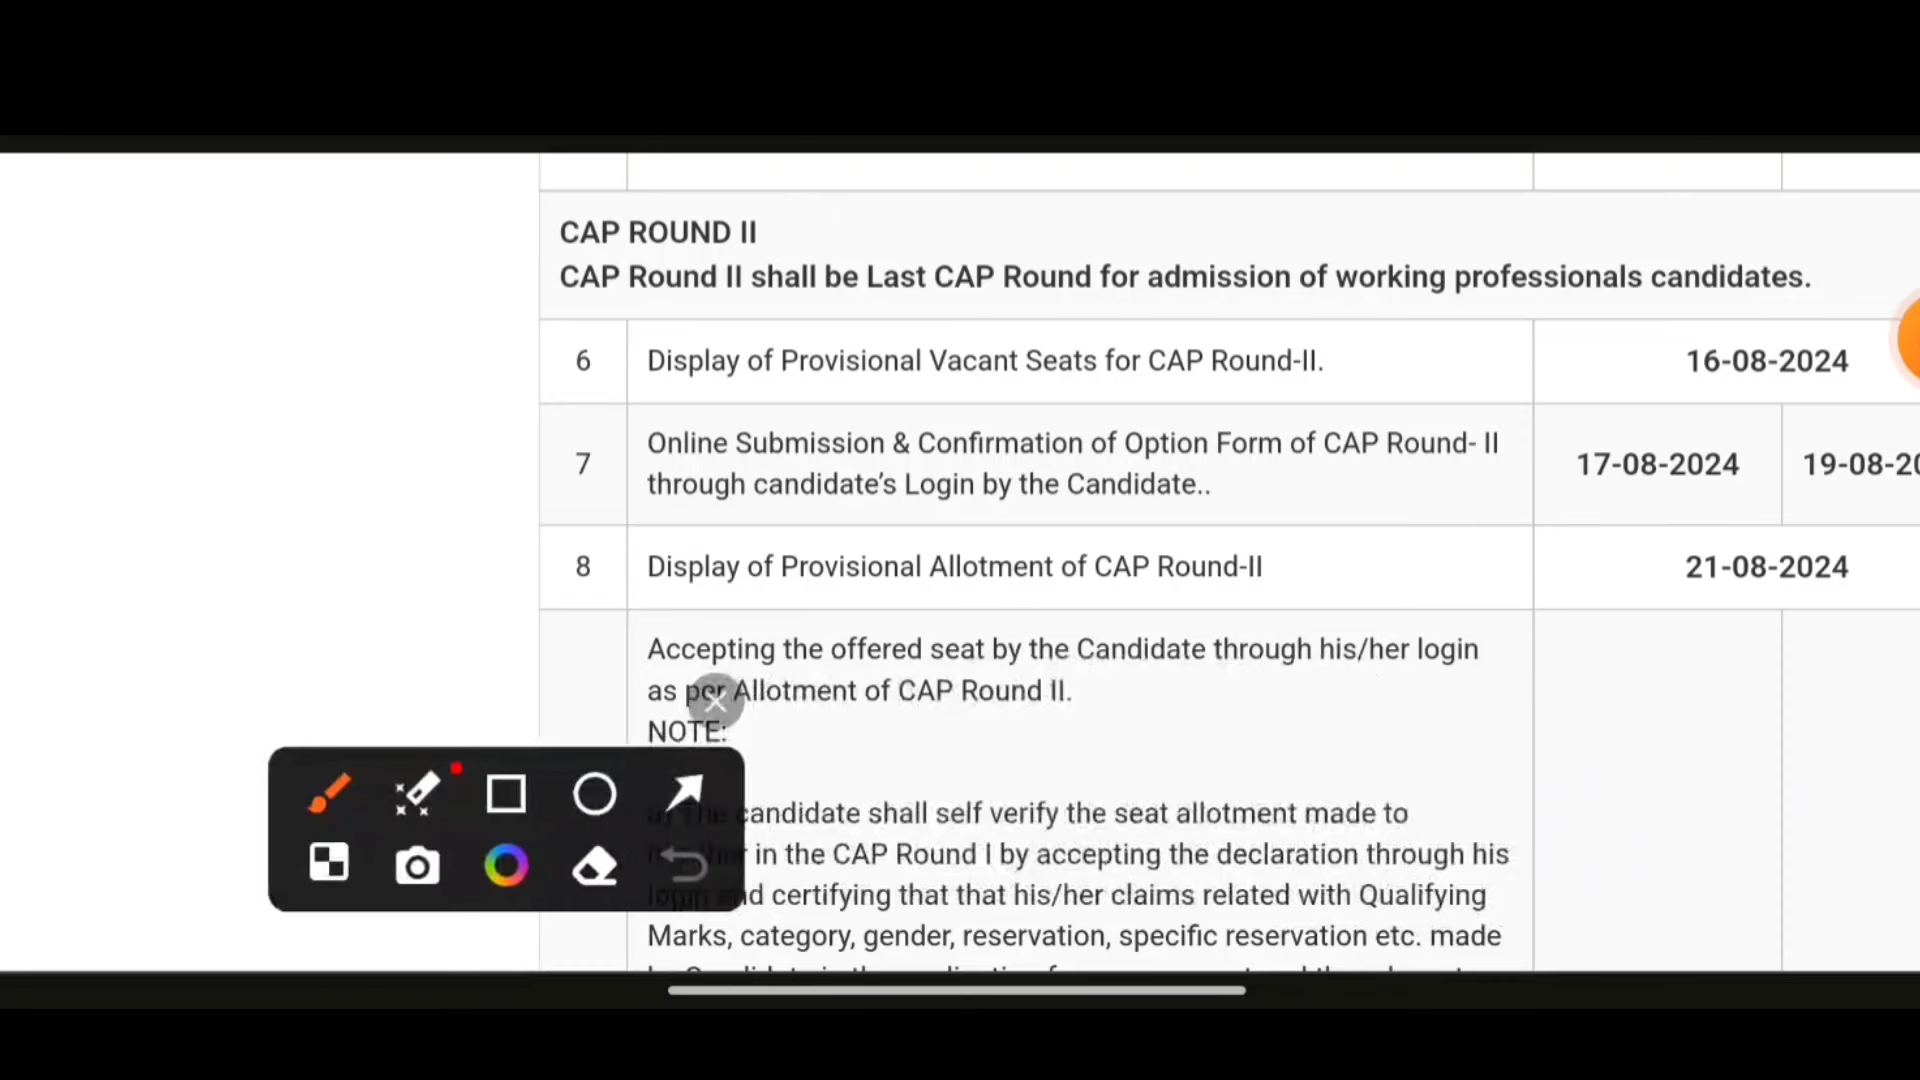 CAP ROUND II
CAP Round II shall be Last CAP Round for admission of working professionals candidates.
6 Display of Provisional Vacant Seats for CAP Round-II. 16-08-2024
7 Online Submission & Confirmation of Option Form of CAP Round- II 17-08-2024 19-08-20
through candidate's Login by the Candidate..
8 Display of Provisional Allotment of CAP Round-II 21-08-2024
Accepting the offered seat by the Candidate through his/her login
as per Allotment of CAP Round II.
NOTE:
candidate shall self verify the seat allotment made to
in the CAP Round I by accepting the declaration through his
certifying that that his/her claims related with Qualifying
Marks, category, gender, reservation, specific reservation etc. made